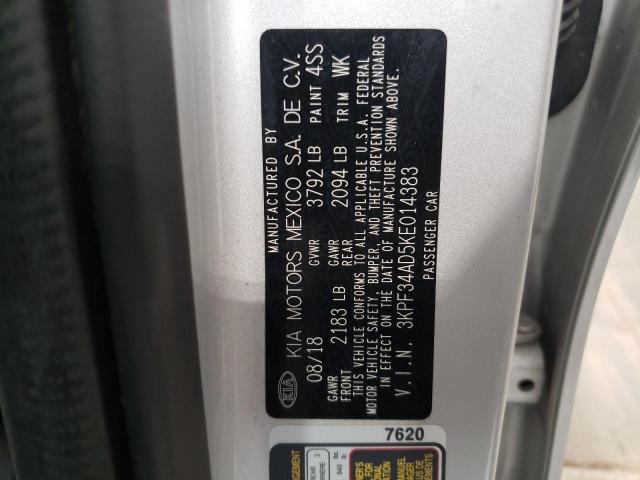 MANUFACTURED BY
KIA KIA MOTORS MEXICO S.A. DE C.V.
08/18 GVWR 3792 LB PAINT 4SS
GAWR FRONT 2183 LB GAWR REAR 2094 LB TRIM WK
THIS VEHICLE CONFORMS TO ALL APPLICABLE U.S.A. FEDERAL
MOTOR VEHICLE SAFETY, BUMPER, AND THEFT PREVENTION STANDARDS
IN EFFECT ON THE DATE OF MANUFACTURE SHOWN ABOVE.
V.I.N. 3KPF34AD5KE014383
PASSENGER CAR
7620